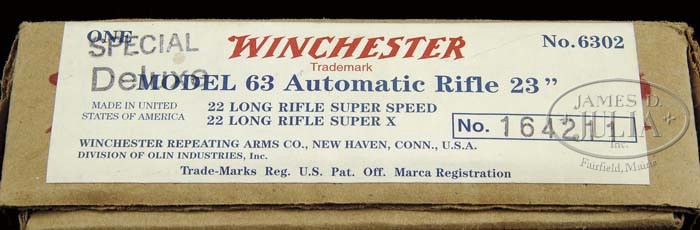 ONE WINCHESTER No. 6302
SPECIAL Trademark
Deluxe MODEL 63 Automatic Rifle 23"
MADE IN UNITED 22 LONG RIFLE SUPER SPEED
STATES OF AMERICA 22 LONG RIFLE SUPER X No. 164211
WINCHESTER REPEATING ARMS CO., NEW HAVEN, CONN., U.S.A.
DIVISION OF OLIN INDUSTRIES, Inc.
Trade-Marks Reg. U.S. Pat. Off. Marca Registration
JAMES D.
JULIA
Inc.
Fairfield, Maine